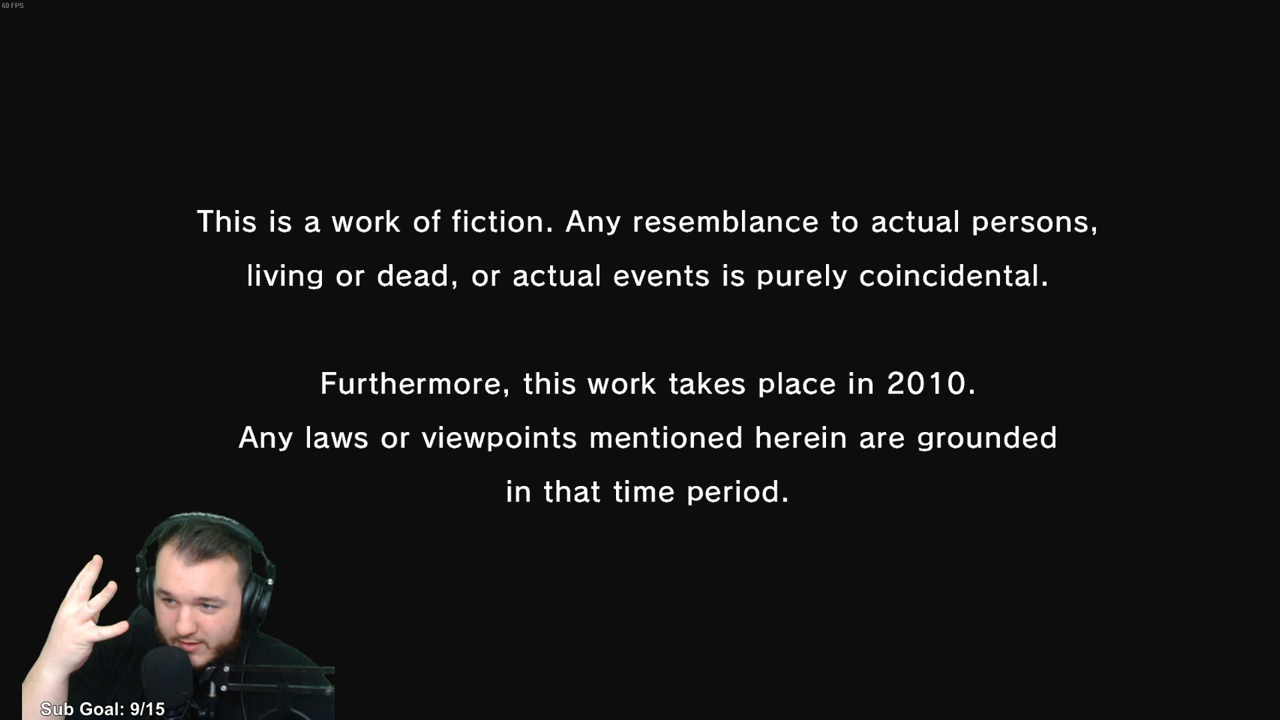 60 FPS
This is a work of fiction. Any resemblance to actual persons,
living or dead, or actual events is purely coincidental.
Furthermore, this work takes place in 2010.
Any laws or viewpoints mentioned herein are grounded
in that time period.
Sub Goal: 9/15